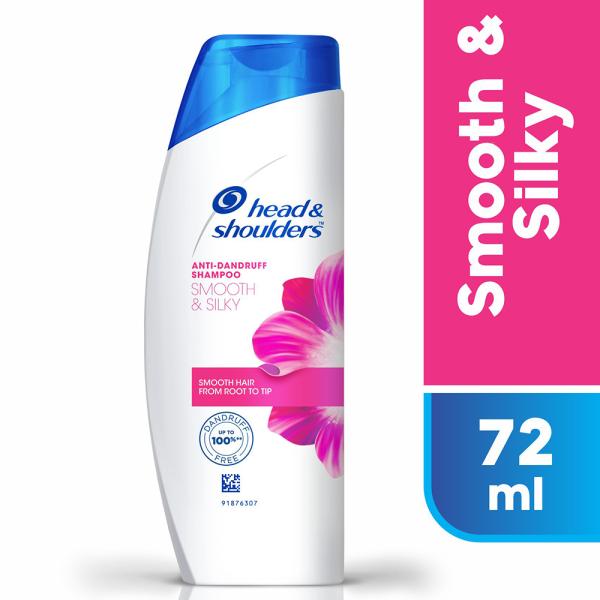 head &
shoulders™
ANTI-DANDRUFF
SHAMPOO
SMOOTH
& SILKY
SMOOTH HAIR
FROM ROOT TO TIP
DANDRUFF
UP TO
100%**
FREE
91876307
Smooth &
Silky
72
ml